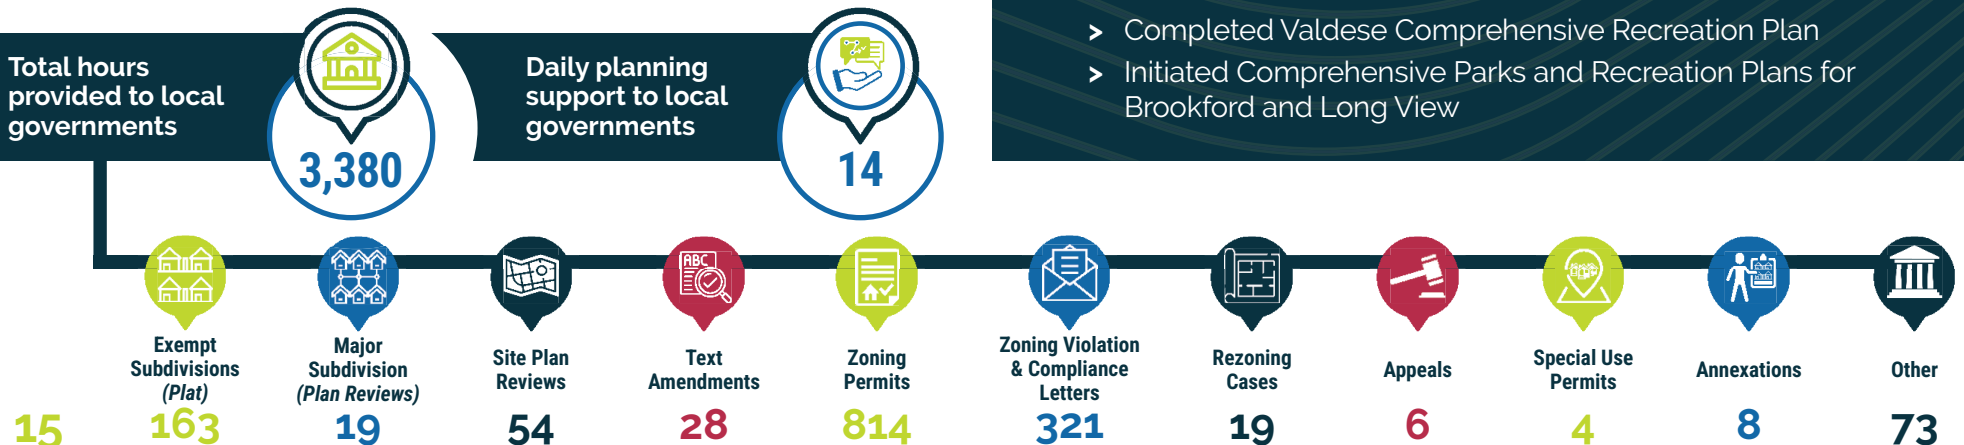 Total hours
provided to local
governments
3,380
Daily planning
support to local
governments
14
> Completed Valdese Comprehensive Recreation Plan
> Initiated Comprehensive Parks and Recreation Plans for
Brookford and Long View
15
Exempt
Subdivisions
(Plat)
163
Major
Subdivision
(Plan Reviews)
19
Site Plan
Reviews
54
ABC
Text
Amendments
28
Zoning
Permits
814
Zoning Violation
& Compliance
Letters
321
Rezoning
Cases
19
Appeals
6
Special Use
Permits
4
Annexations
8
Other
73